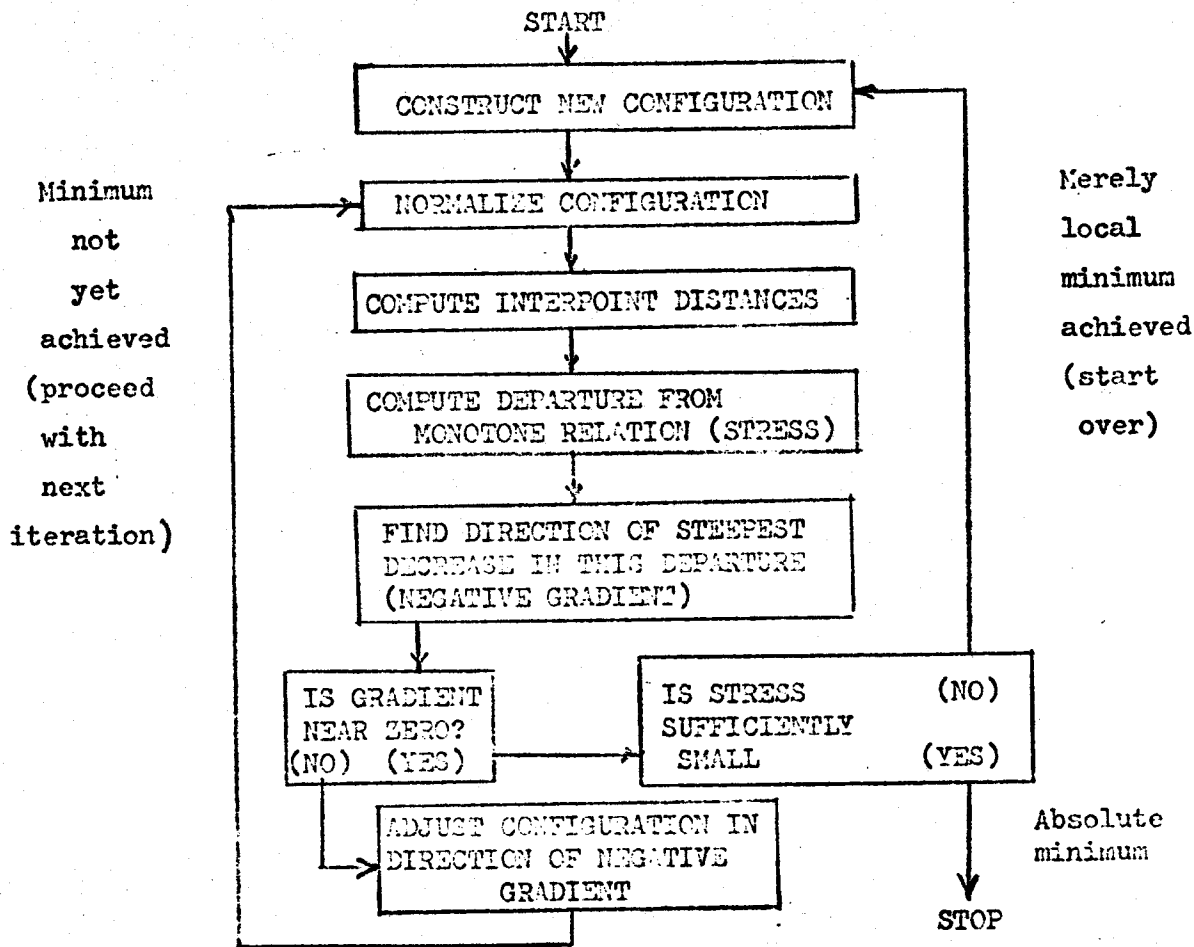 START
CONSTRUCT NEW CONFIGURATION
NORMALIZE CONFIGURATION
COMPUTE INTERPOINT DISTANCES
COMPUTE DEPARTURE FROM
MONOTONE RELATION (STRESS)
FIND DIRECTION OF STEEPEST
DECREASE IN THIS DEPARTURE
(NEGATIVE GRADIENT)
IS GRADIENT
NEAR ZERO?
(NO) (YES)
IS STRESS (NO)
SUFFICIENTLY
SMALL (YES)
ADJUST CONFIGURATION IN
DIRECTION OF NEGATIVE
GRADIENT
Minimum
not
yet
achieved
(proceed
with
next
iteration)
Merely
local
minimum
achieved
(start
over)
Absolute
minimum
STOP